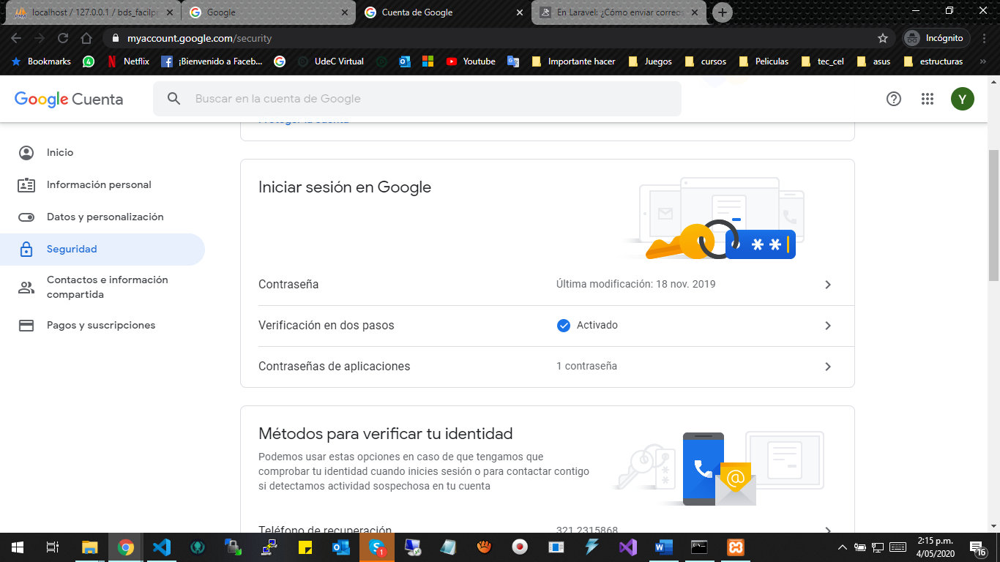 localhost / 127.0.0.1 / bds_facilpr
Google
Cuenta de Google
En Laravel: ¿Cómo enviar correos
myaccount.google.com/security
Incógnito
Bookmarks
Netflix
¡Bienvenido a Faceb...
UdeC Virtual
Youtube
Importante hacer
Juegos
cursos
Peliculas
tec_cel
asus
estructuras
Google Cuenta
Buscar en la cuenta de Google
Y
Proteger la cuenta
Inicio
Información personal
Datos y personalización
Seguridad
Contactos e información
compartida
Pagos y suscripciones
Iniciar sesión en Google
Contraseña
Última modificación: 18 nov. 2019
Verificación en dos pasos
Activado
Contraseñas de aplicaciones
1 contraseña
Métodos para verificar tu identidad
Podemos usar estas opciones en caso de que tengamos que
comprobar tu identidad cuando inicies sesión o para contactar contigo
si detectamos actividad sospechosa en tu cuenta
Teléfono de recuperación
321 2315868
2:15 p.m.
4/05/2020
16